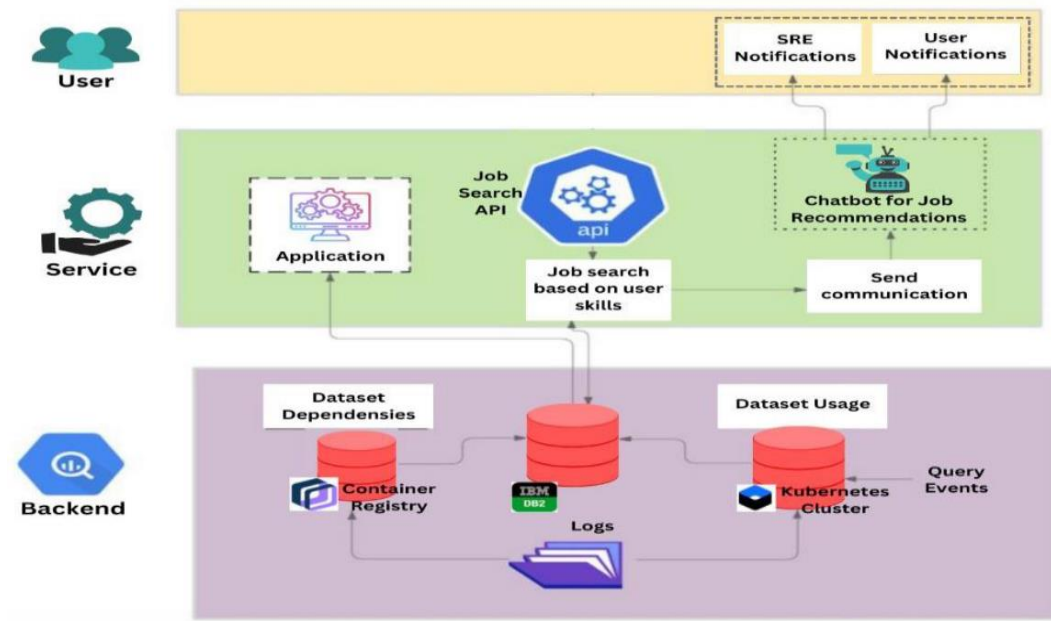 User
SRE
Notifications
User
Notifications
Service
Application
Job
Search
API
api
Job search
based on user
skills
Chatbot for Job
Recommendations
Send
communication
Backend
Dataset
Dependensies
Container
Registry
IBM
DB2
Dataset Usage
Kubernetes
Cluster
Query
Events
Logs